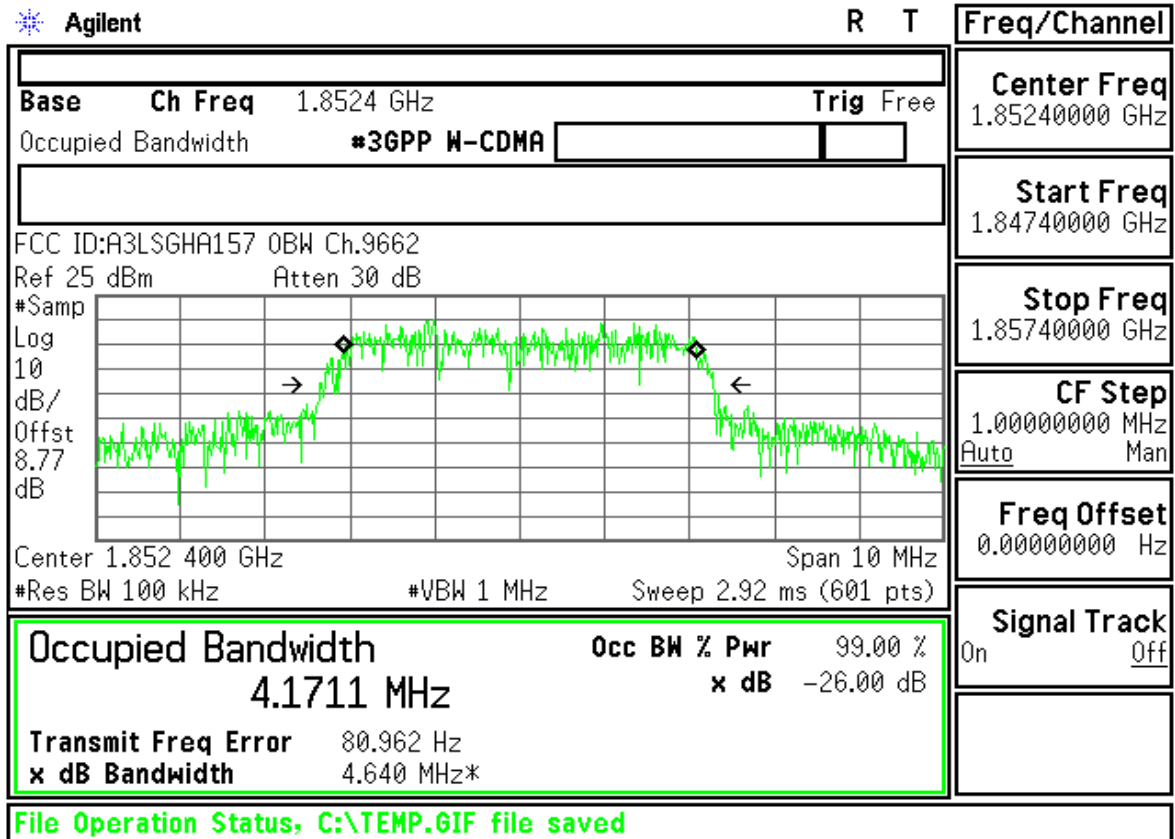 Agilent R T
Base Ch Freq 1.8524 GHz Trig Free
Occupied Bandwidth #3GPP W-CDMA
FCC ID:A3LSGHA157 OBW Ch.9662
Ref 25 dBm Atten 30 dB
#Samp
Log
10
dB/
Offst
8.77
dB
Center 1.852 400 GHz Span 10 MHz
#Res BW 100 kHz #VBW 1 MHz Sweep 2.92 ms (601 pts)
Occupied Bandwidth
4.1711 MHz
Occ BW % Pwr 99.00 %
x dB -26.00 dB
Transmit Freq Error 80.962 Hz
x dB Bandwidth 4.640 MHz*
File Operation Status, C:\TEMP.GIF file saved
Freq/Channel
Center Freq
1.85240000 GHz
Start Freq
1.84740000 GHz
Stop Freq
1.85740000 GHz
CF Step
1.00000000 MHz
Auto Man
Freq Offset
0.00000000 Hz
Signal Track
On Off